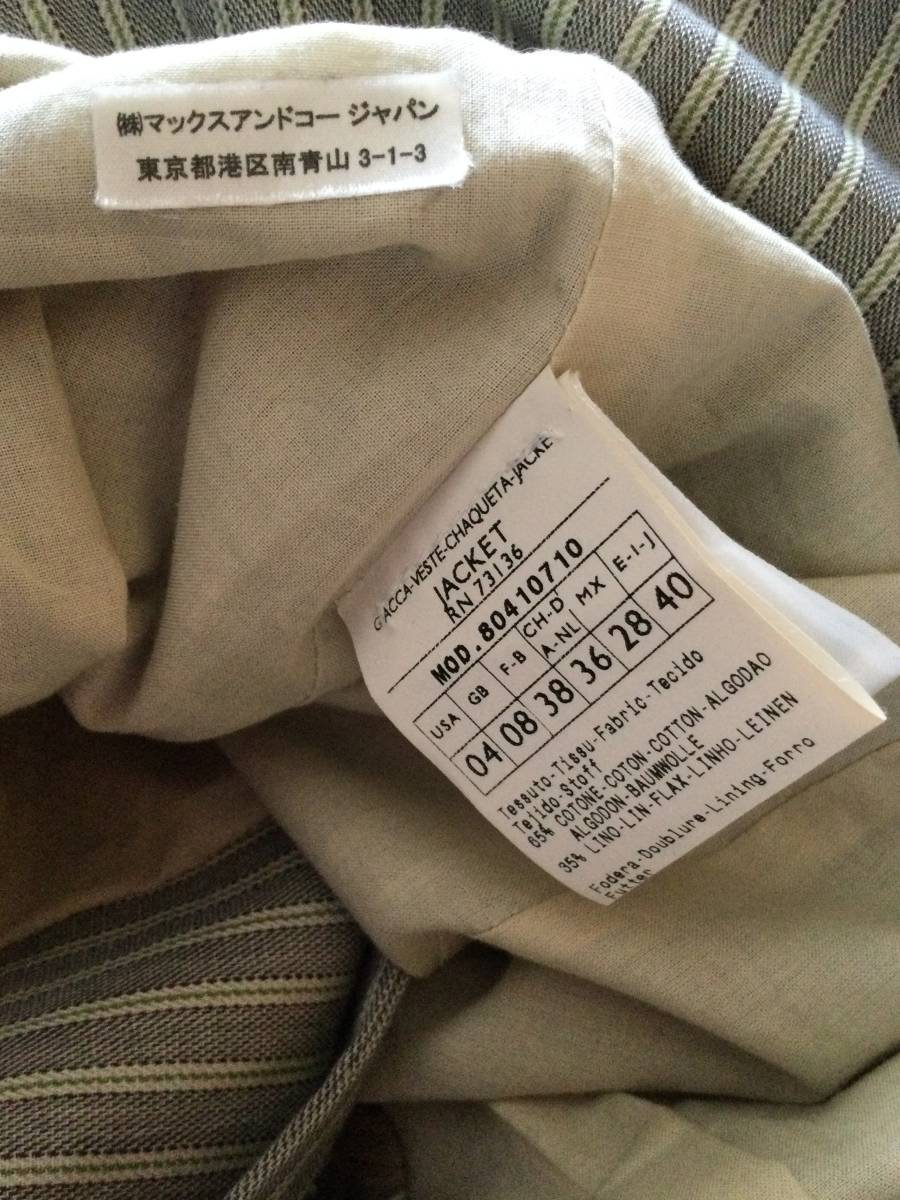 ㈱マックスアンドコー ジャパン
東京都港区南青山 3-1-3
GIACCA-VESTE-CHAQUETA-JACKE
JACKET
RN 73136
MOD. 80410710
USA GB F-B CH-D A-NL MX E-I-J
04 08 38 36 28 40
Tessuto-Tissu-Fabric-Tecido
Tejido-Stoff
65% COTONE-COTON-COTTON-ALGODAO
ALGODON-BAUMWOLLE
35% LINO-LIN-FLAX-LINHO-LEINEN
Fodera-Doublure-Lining-Forro
Futter